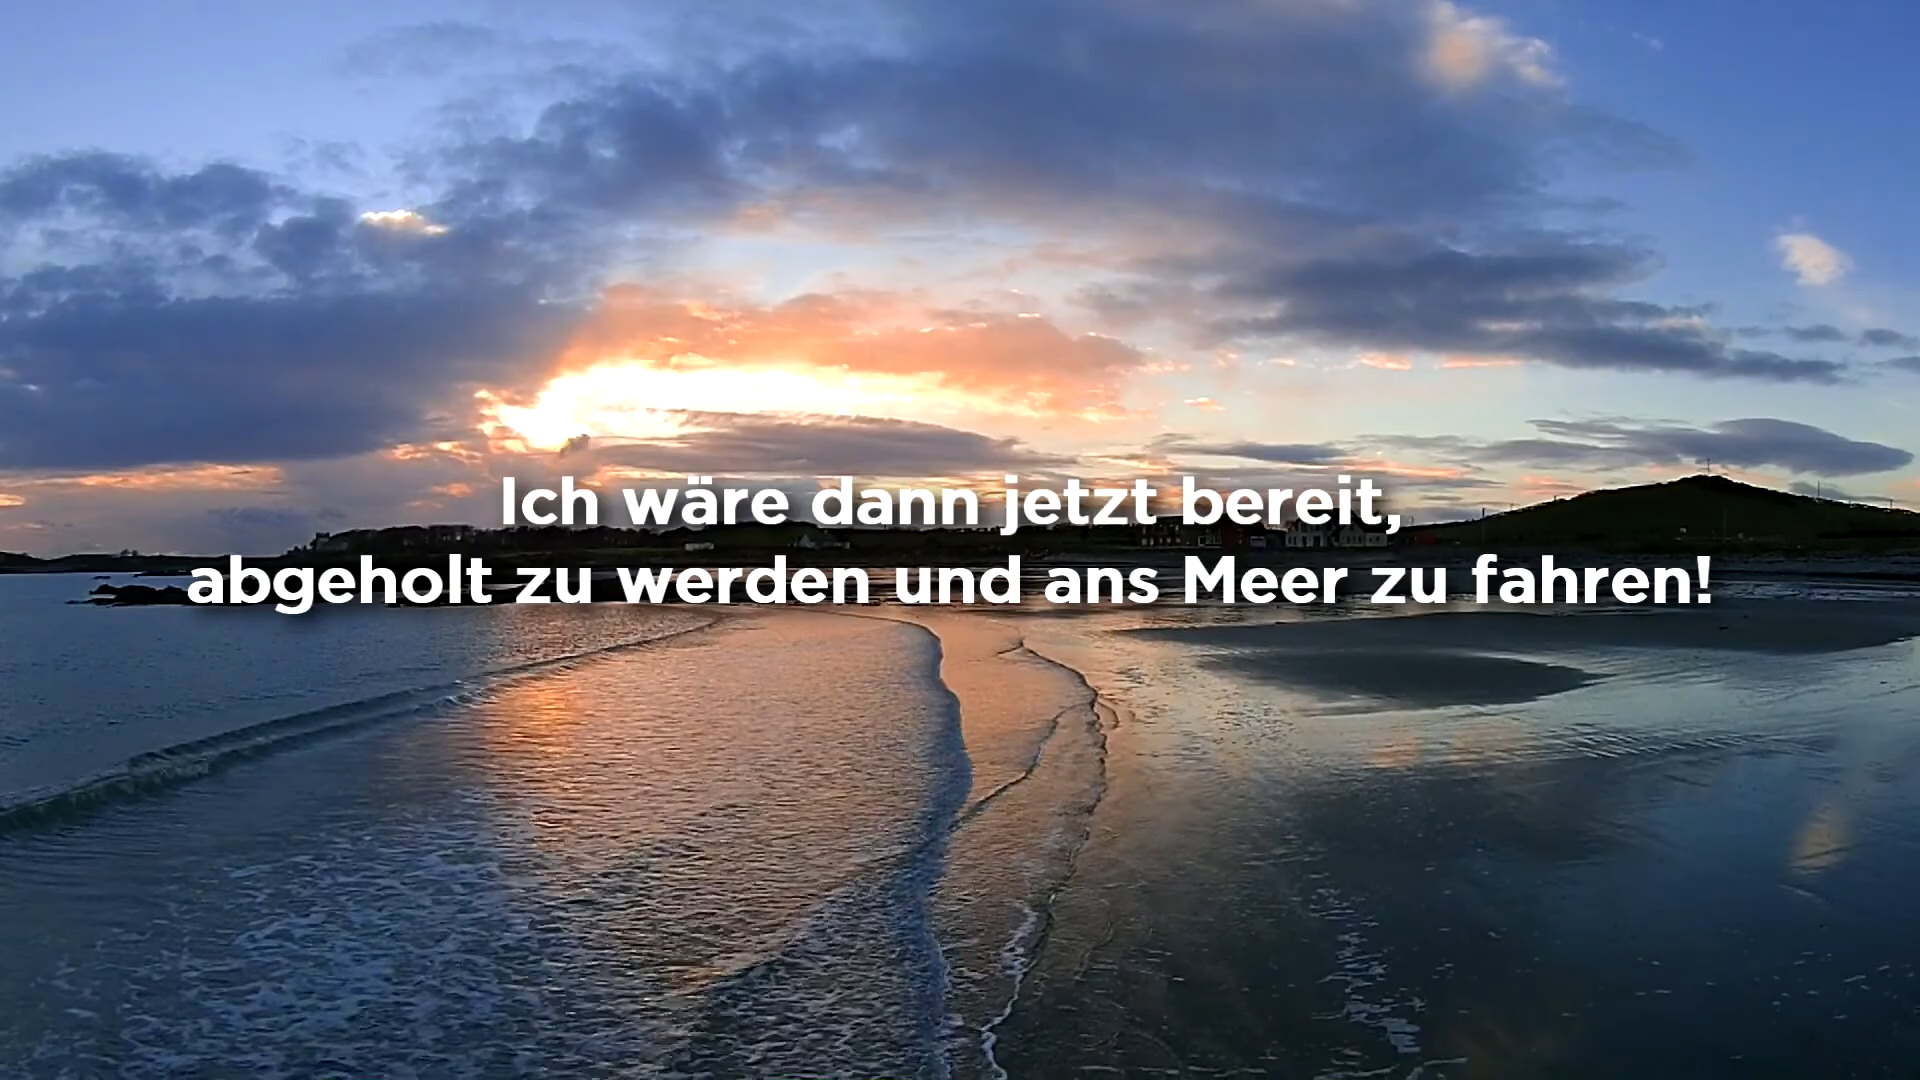 Ich wäre dann jetzt bereit,
abgeholt zu werden und ans Meer zu fahren!